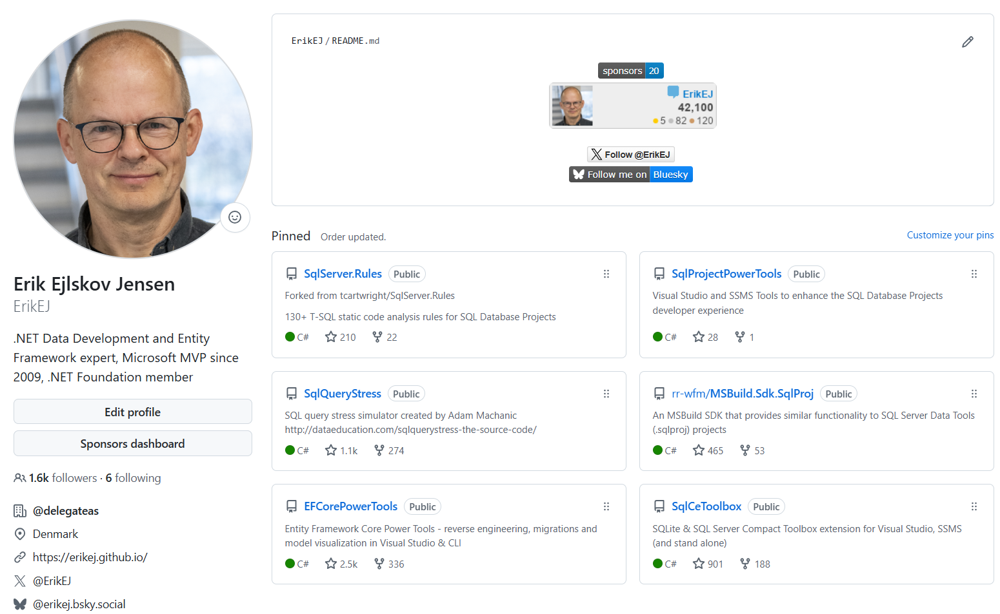 Erik Ejlskov Jensen
ErikEJ
.NET Data Development and Entity
Framework expert, Microsoft MVP since
2009, .NET Foundation member
Edit profile
Sponsors dashboard
1.6k followers · 6 following
@delegateas
Denmark
https://erikej.github.io/
@ErikEJ
@erikej.bsky.social
ErikEJ/README.md
sponsors 20
ErikEJ
42,100
5 82 120
Follow @ErikEJ
Follow me on Bluesky
Pinned Order updated.
Customize your pins
SqlServer.Rules Public
Forked from tcartwright/SqlServer.Rules
130+ T-SQL static code analysis rules for SQL Database Projects
C# 210 22
SqlProjectPowerTools Public
Visual Studio and SSMS Tools to enhance the SQL Database Projects
developer experience
C# 28 1
SqlQueryStress Public
SQL query stress simulator created by Adam Machanic
http://dataeducation.com/sqlquerystress-the-source-code/
C# 1.1k 274
rr-wfm/MSBuild.Sdk.SqlProj Public
An MSBuild SDK that provides similar functionality to SQL Server Data Tools
(.sqlproj) projects
C# 465 53
EFCorePowerTools Public
Entity Framework Core Power Tools - reverse engineering, migrations and
model visualization in Visual Studio & CLI
C# 2.5k 336
SqlCeToolbox Public
SQLite & SQL Server Compact Toolbox extension for Visual Studio, SSMS
(and stand alone)
C# 901 188